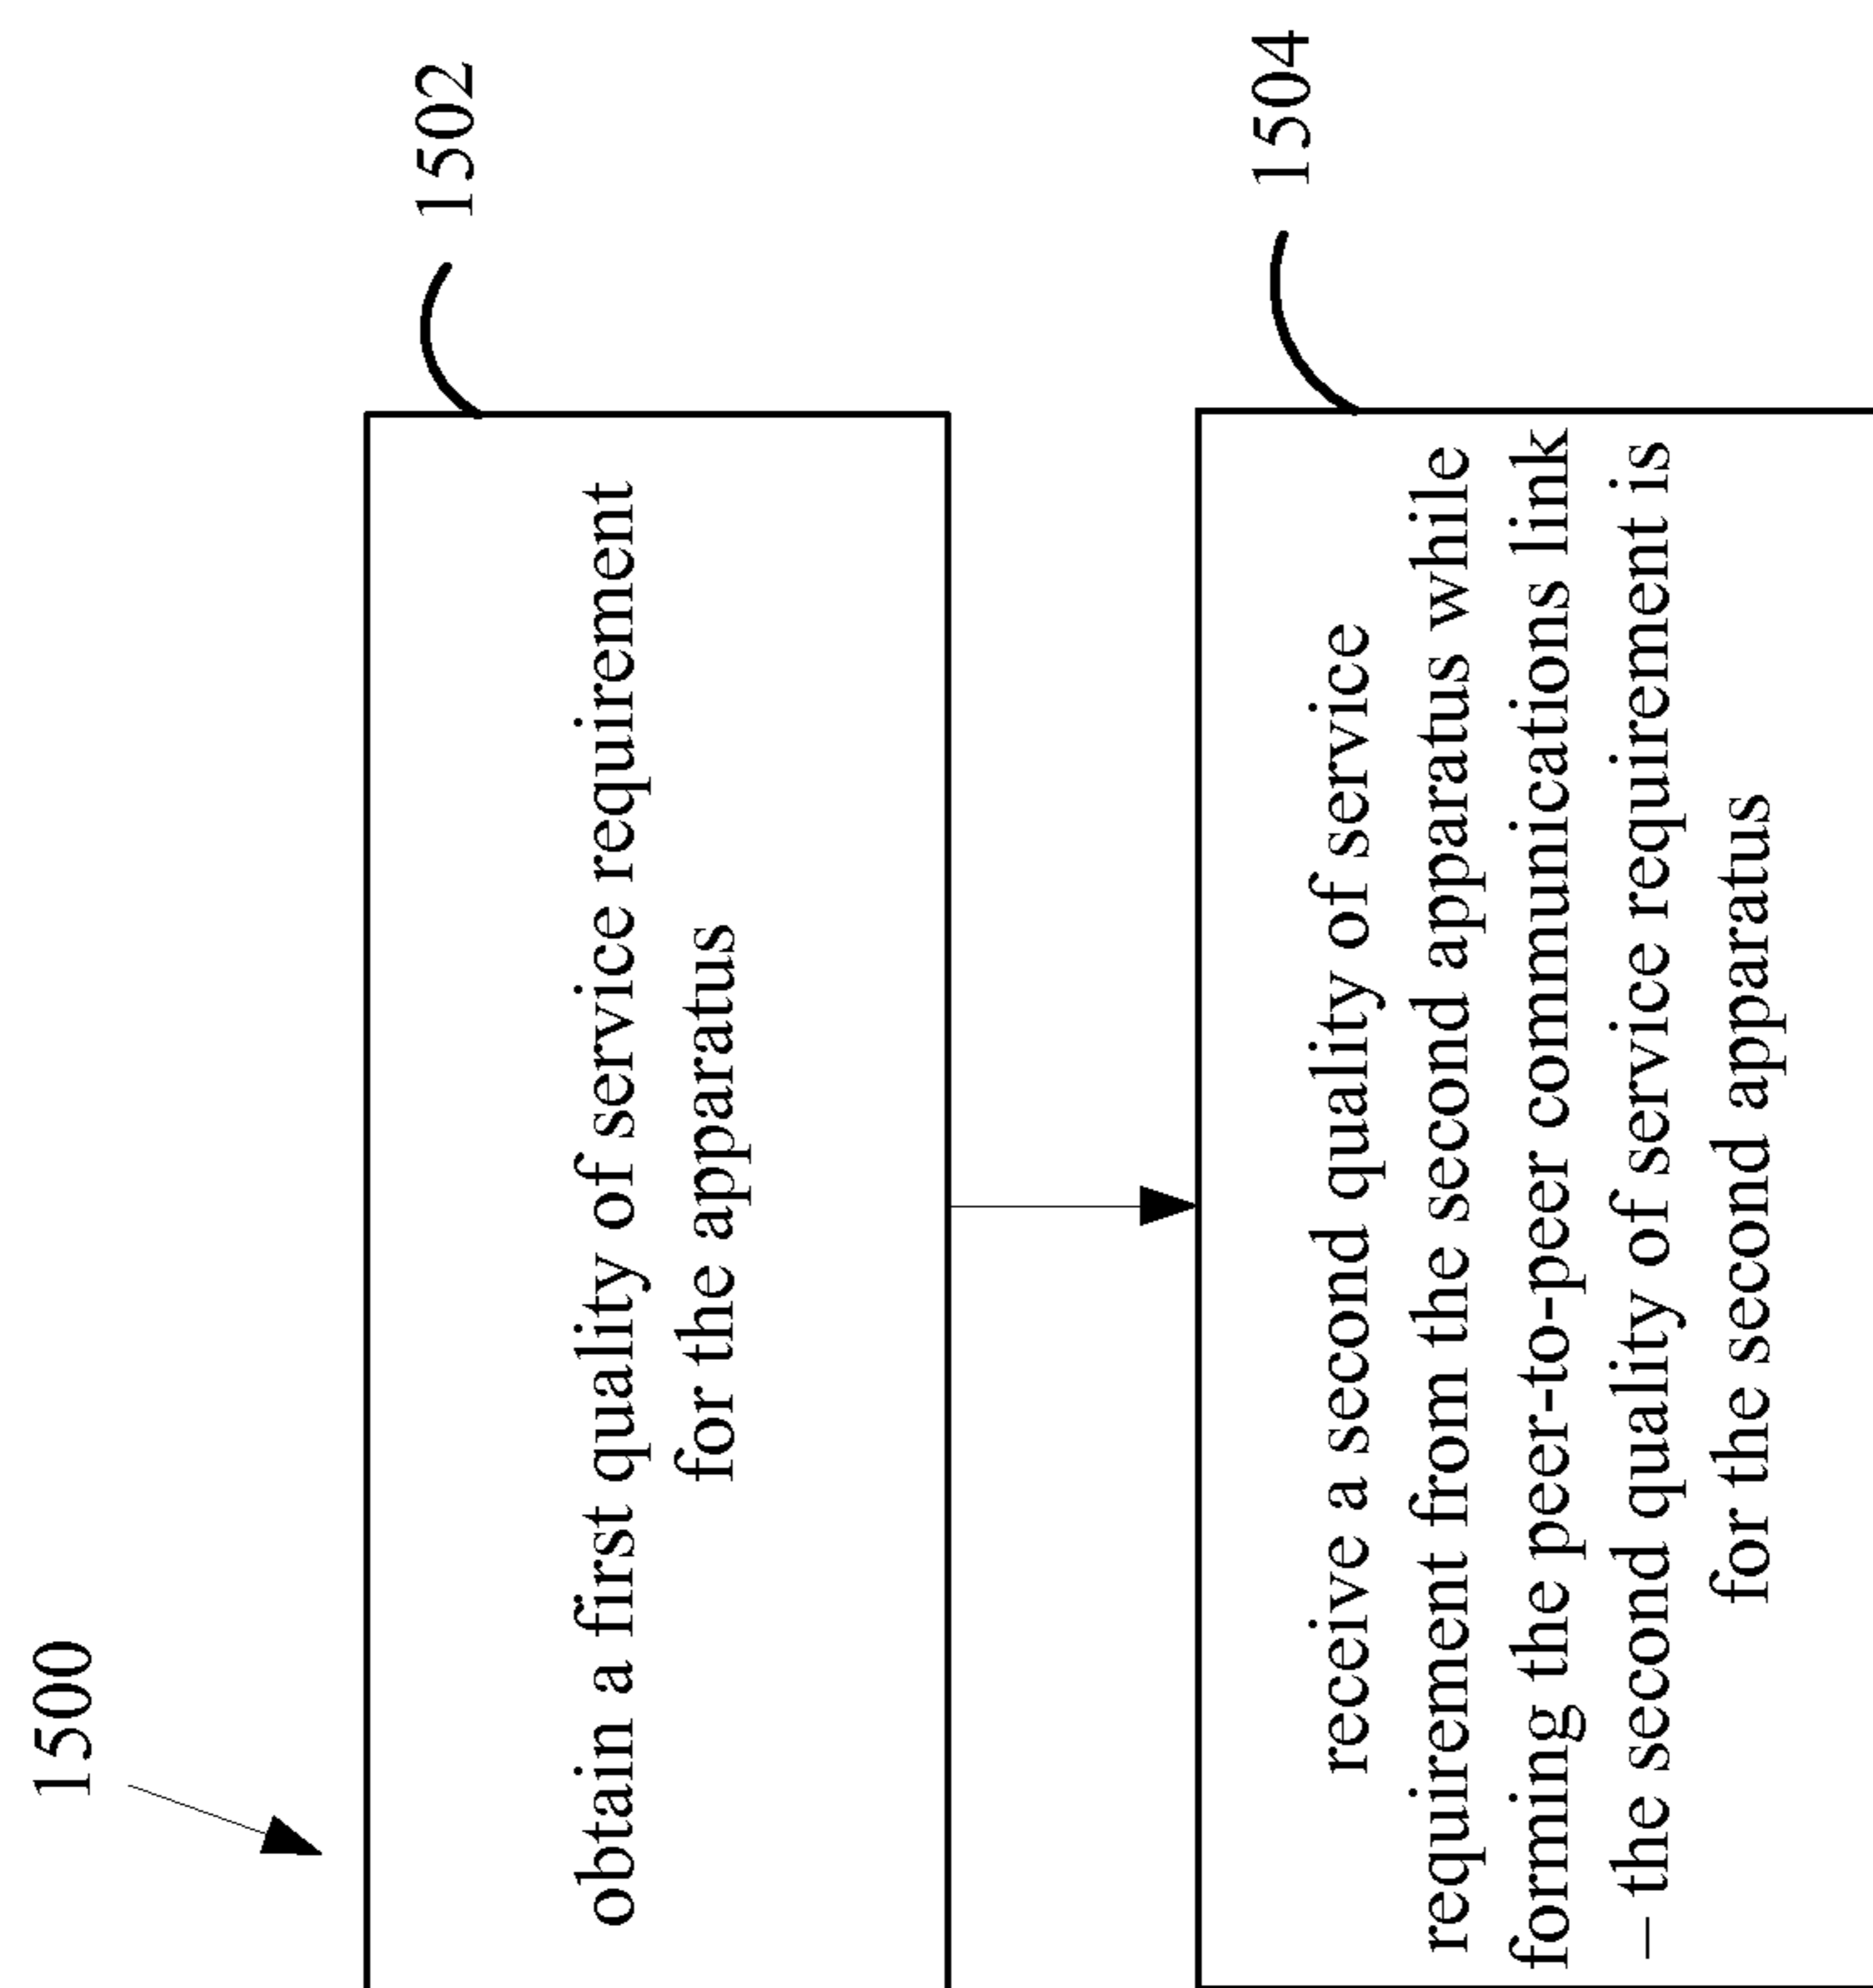 1500
1502
obtain a first quality of service requirement
for the apparatus
1504
receive a second quality of service
requirement from the second apparatus while
forming the peer-to-peer communications link
– the second quality of service requirement is
for the second apparatus